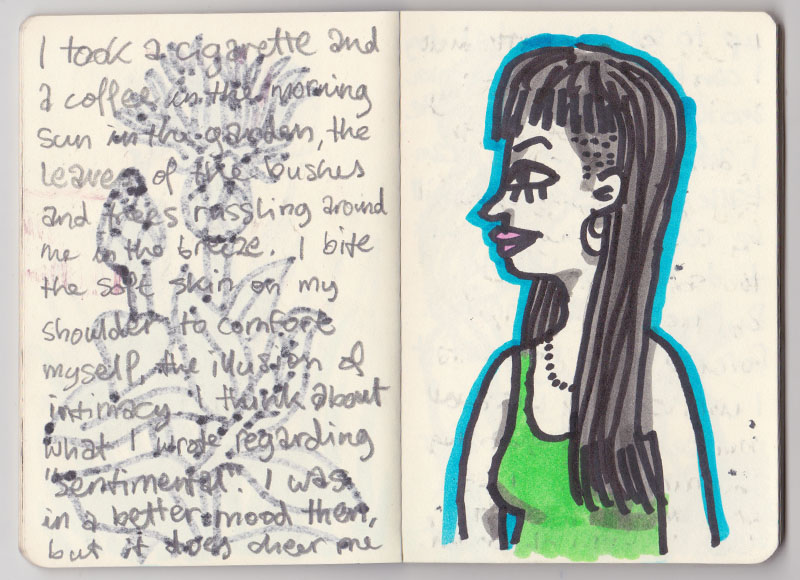 I took a cigarette and
a coffee in the morning
sun in the garden, the
leaves of the bushes
and trees russling around
me in the breeze. I bite
the soft skin on my
shoulder to comfort
myself, the illusion of
intimacy. I think about
what I wrote regarding
"sentimental". I was
in a better mood then,
but it does cheer me